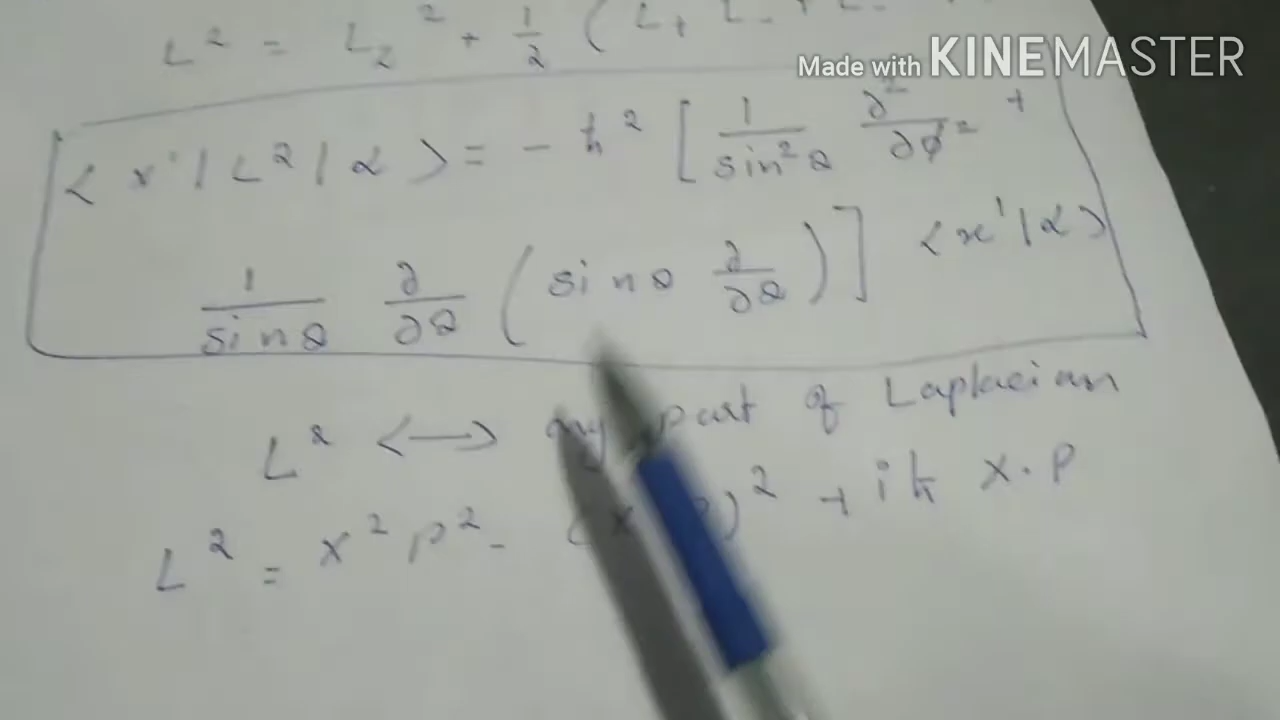 L² = L_z² + 1/2 ( L₊ L₋ +
Made with KINEMASTER
< x' | L² | α > = - ħ² [ 1/sin²θ ∂²/∂φ² +
1/sinθ ∂/∂θ ( sinθ ∂/∂θ ) ] < x' | α >
L² <—> part of Laplacian
L² = x² p² - ( x )² + iħ x · p